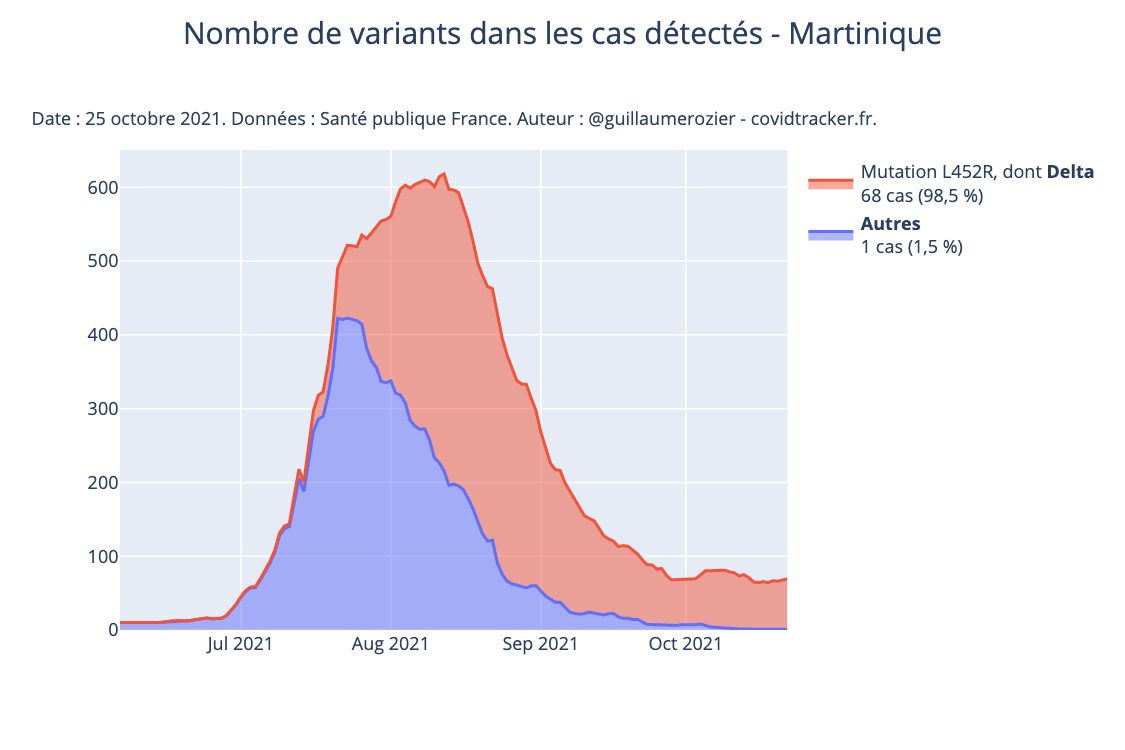 Nombre de variants dans les cas détectés - Martinique
Date : 25 octobre 2021. Données : Santé publique France. Auteur : @guillaumerozier - covidtracker.fr.
Mutation L452R, dont Delta
68 cas (98,5 %)
Autres
1 cas (1,5 %)
600
500
400
300
200
100
0
Jul 2021 Aug 2021 Sep 2021 Oct 2021